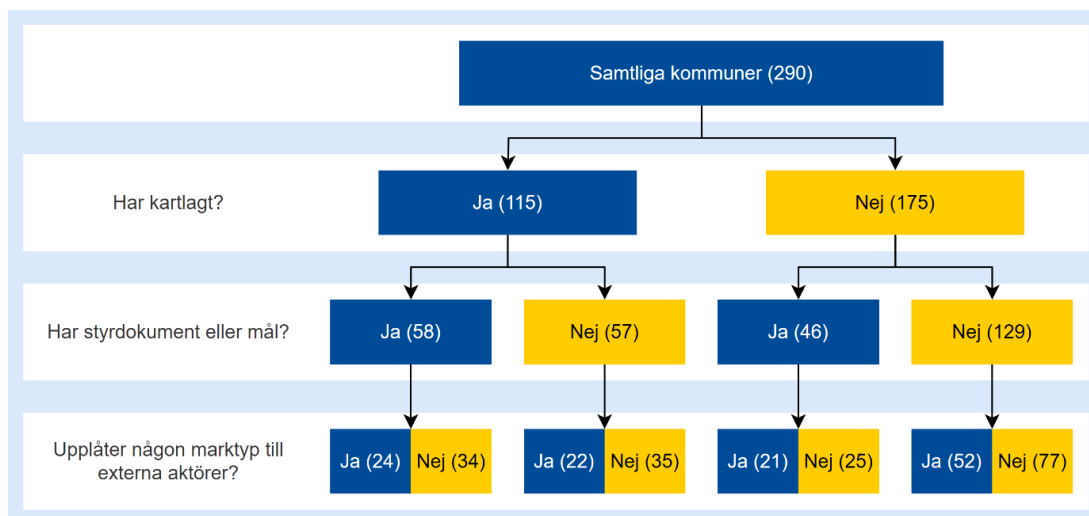 Samtliga kommuner (290)
Har kartlagt?
Ja (115)
Nej (175)
Har styrdokument eller mål?
Ja (58)
Nej (57)
Ja (46)
Nej (129)
Upplåter någon marktyp till
externa aktörer?
Ja (24)
Nej (34)
Ja (22)
Nej (35)
Ja (21)
Nej (25)
Ja (52)
Nej (77)